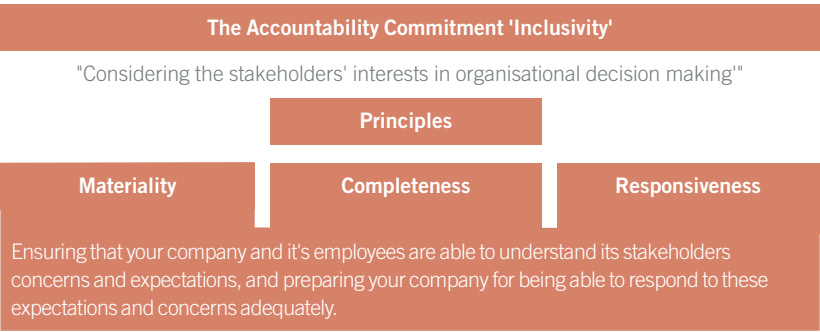 The Accountability Commitment 'Inclusivity'
"Considering the stakeholders' interests in organisational decision making'"
Principles
Materiality
Completeness
Responsiveness
Ensuring that your company and it's employees are able to understand its stakeholders
concerns and expectations, and preparing your company for being able to respond to these
expectations and concerns adequately.